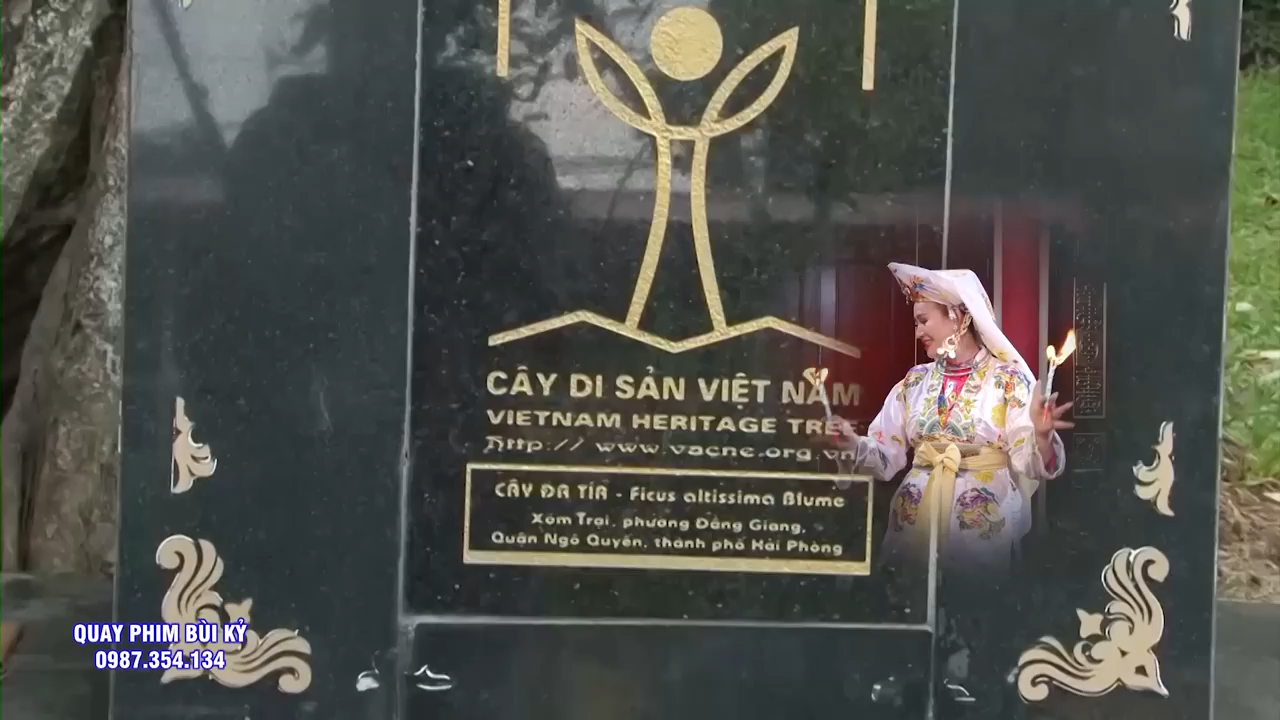 CÂY DI SẢN VIỆT NAM
VIETNAM HERITAGE TREE
http://www.vacne.org.vn
CÂY ĐA TÍA - Ficus altissima Blume
Xóm Trại, phường Đằng Giang,
Quận Ngô Quyền, thành phố Hải Phòng
QUAY PHIM BÙI KỶ
0987.354.134